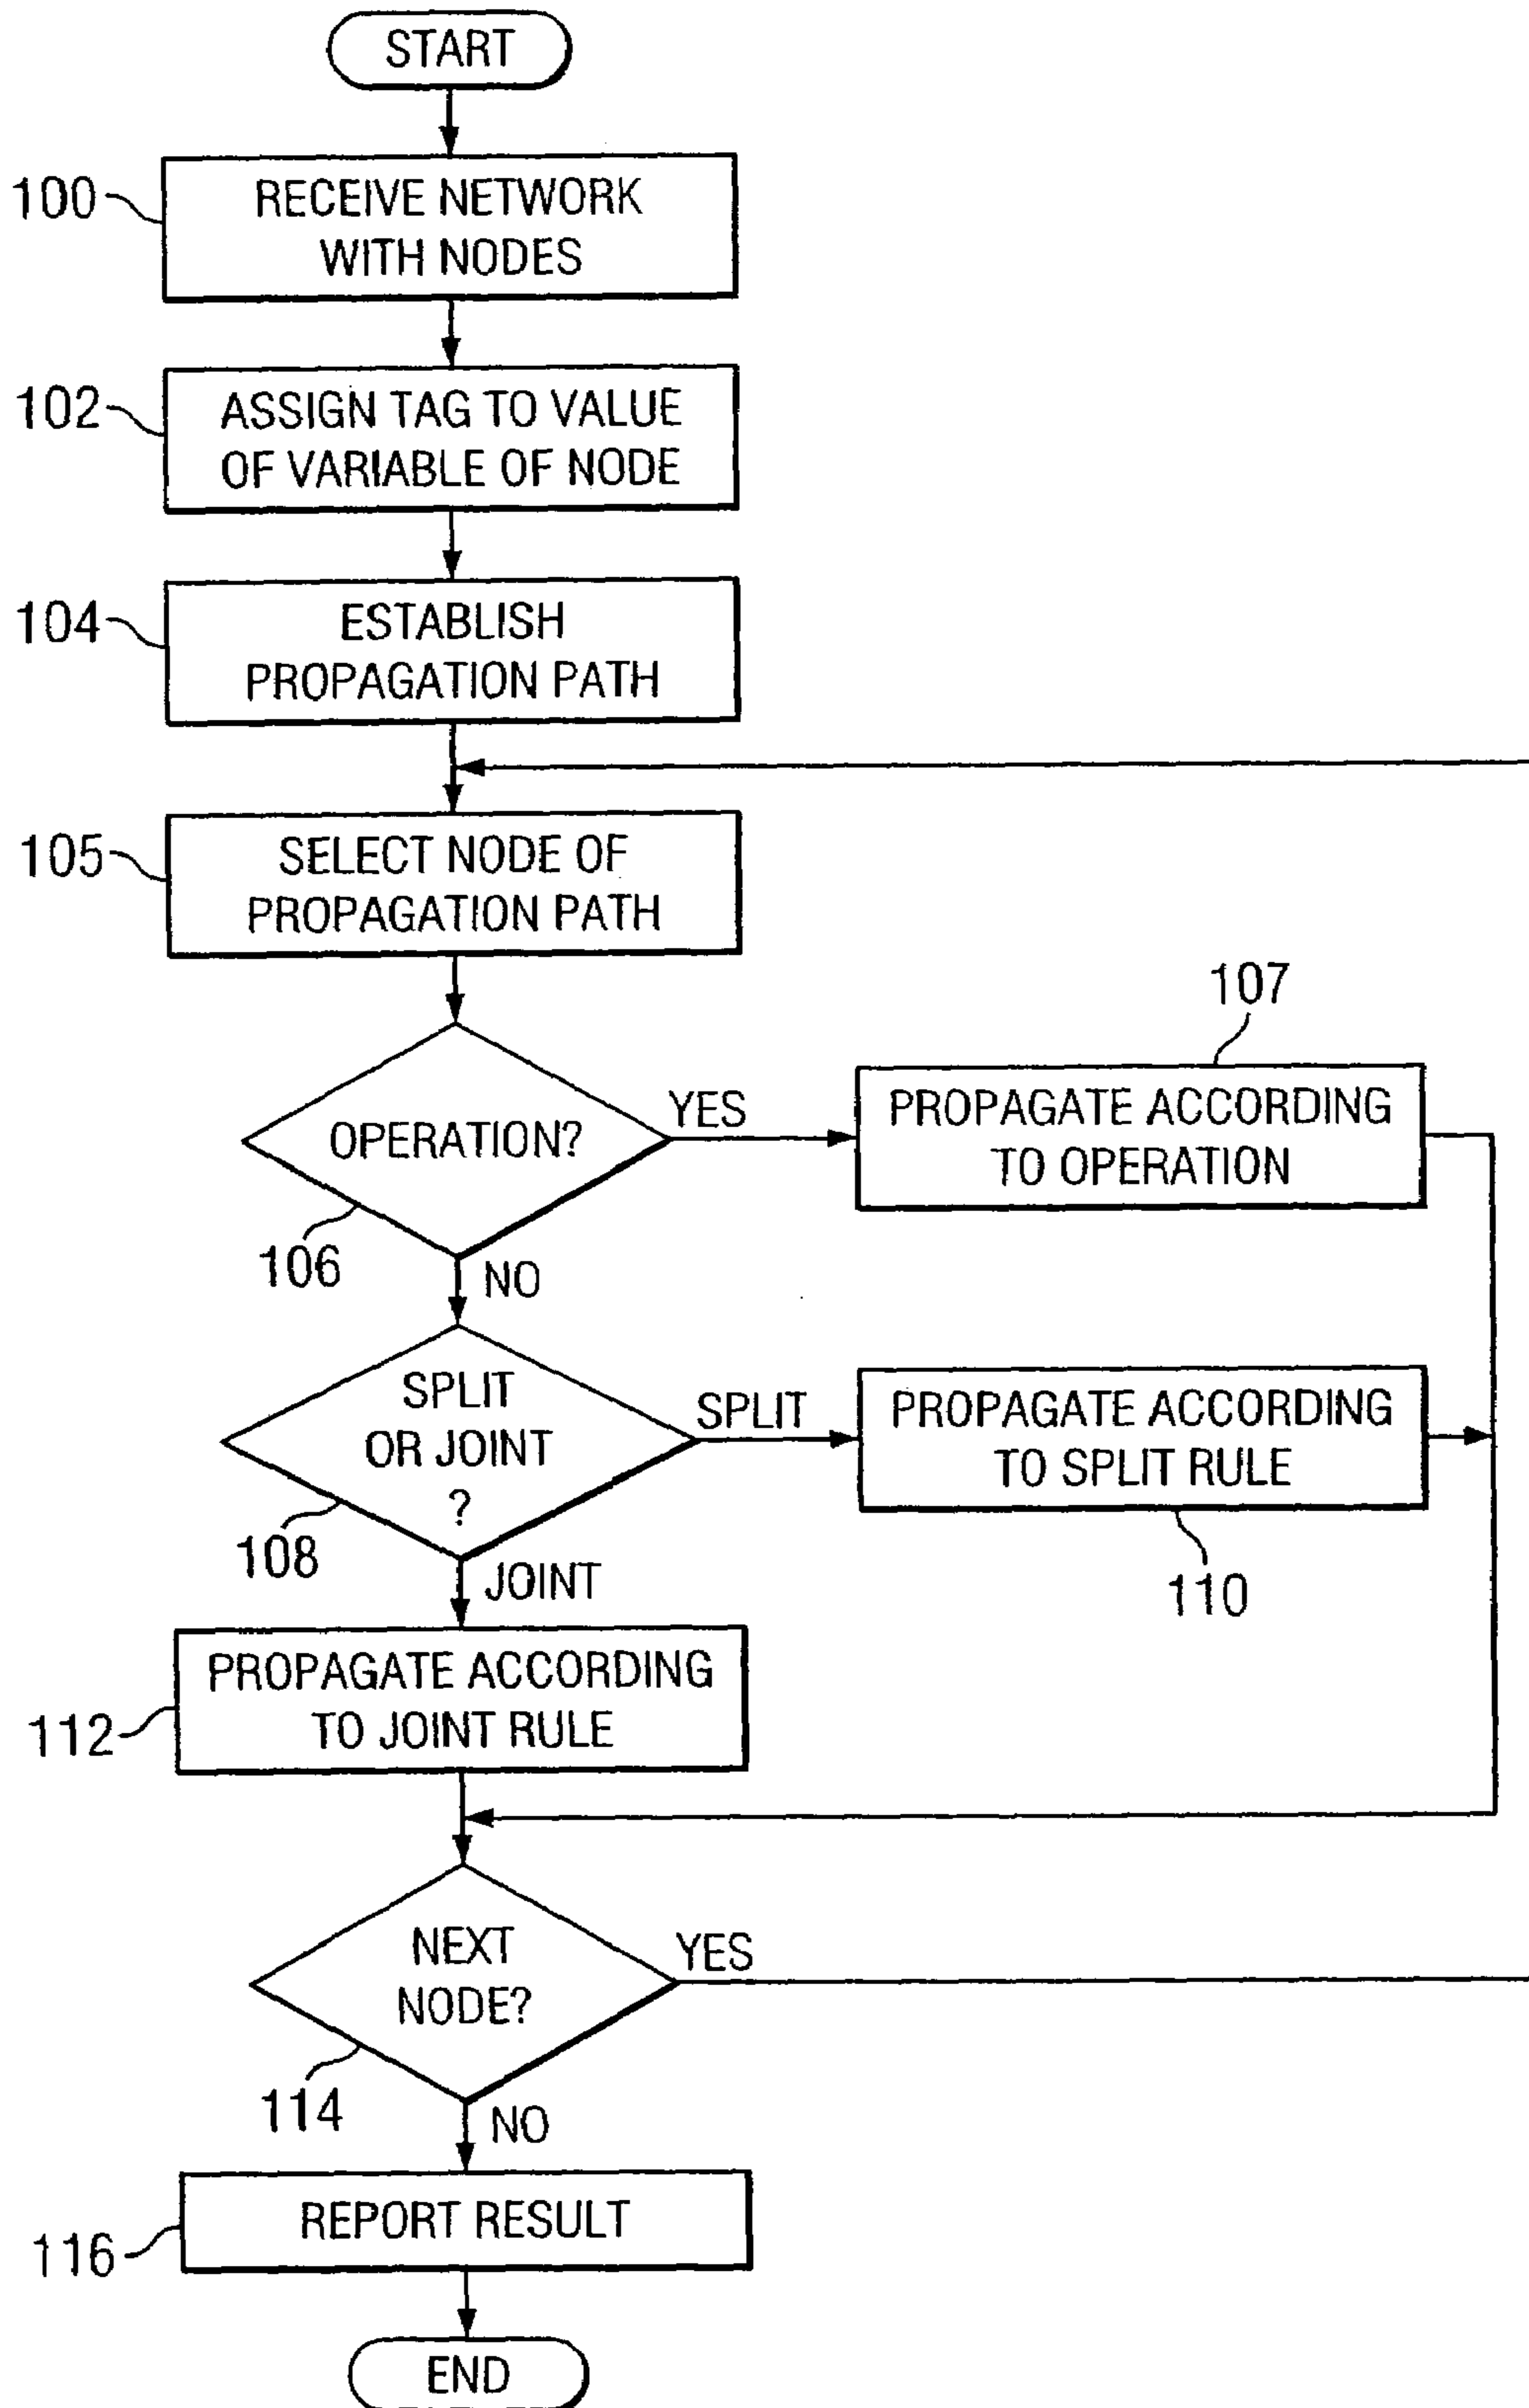 START
100
RECEIVE NETWORK
WITH NODES
102
ASSIGN TAG TO VALUE
OF VARIABLE OF NODE
104
ESTABLISH
PROPAGATION PATH
105
SELECT NODE OF
PROPAGATION PATH
106
OPERATION?
YES
107
PROPAGATE ACCORDING
TO OPERATION
NO
108
SPLIT
OR JOINT
?
SPLIT
PROPAGATE ACCORDING
TO SPLIT RULE
110
JOINT
112
PROPAGATE ACCORDING
TO JOINT RULE
114
NEXT
NODE?
YES
NO
116
REPORT RESULT
END